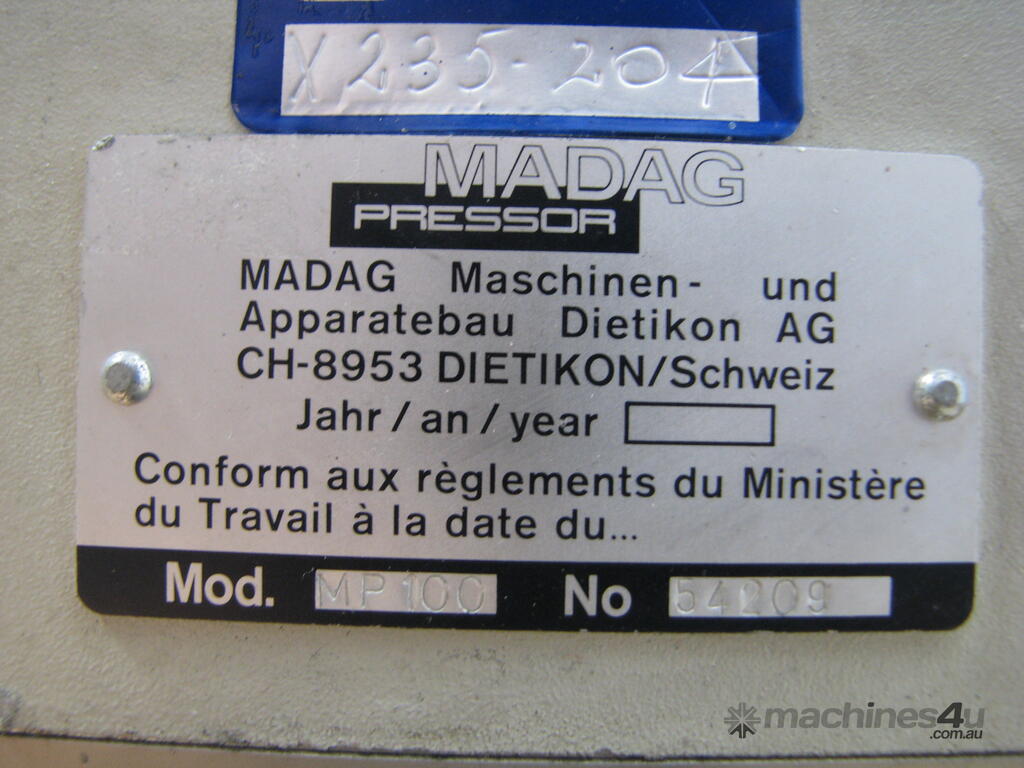 X235-204
MADAG
PRESSOR
MADAG Maschinen- und
Apparatebau Dietikon AG
CH-8953 DIETIKON/Schweiz
Jahr / an / year
Conform aux règlements du Ministère
du Travail à la date du...
Mod. MP100 No 54209
machines4u
.com.au